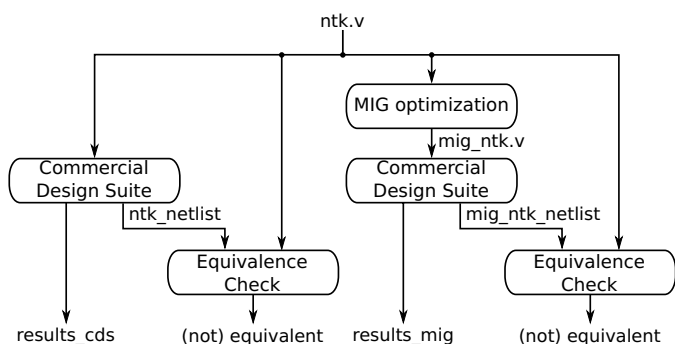 ntk.v
MIG optimization
mig_ntk.v
Commercial
Design Suite
Commercial
Design Suite
ntk_netlist
mig_ntk_netlist
Equivalence
Check
Equivalence
Check
results_cds
(not) equivalent
results_mig
(not) equivalent